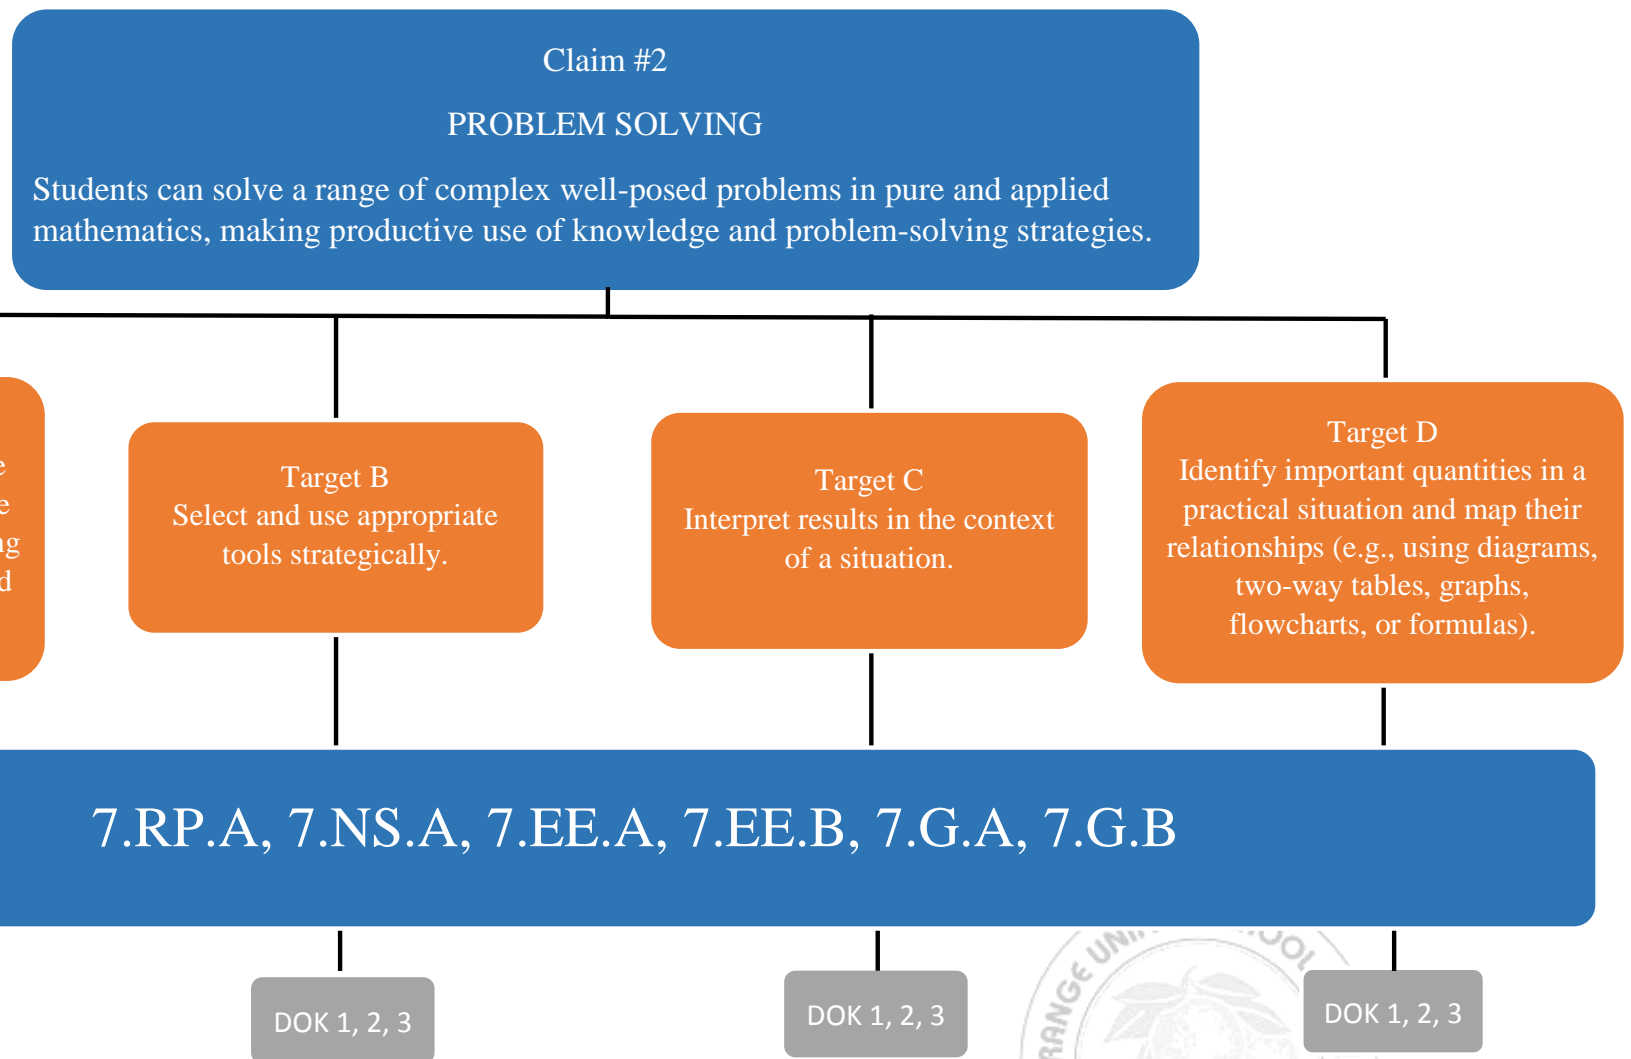 Claim #2
PROBLEM SOLVING
Students can solve a range of complex well-posed problems in pure and applied
mathematics, making productive use of knowledge and problem-solving strategies.
Target B
Select and use appropriate
tools strategically.
Target C
Interpret results in the context
of a situation.
Target D
Identify important quantities in a
practical situation and map their
relationships (e.g., using diagrams,
two-way tables, graphs,
flowcharts, or formulas).
7.RP.A, 7.NS.A, 7.EE.A, 7.EE.B, 7.G.A, 7.G.B
DOK 1, 2, 3
DOK 1, 2, 3
DOK 1, 2, 3